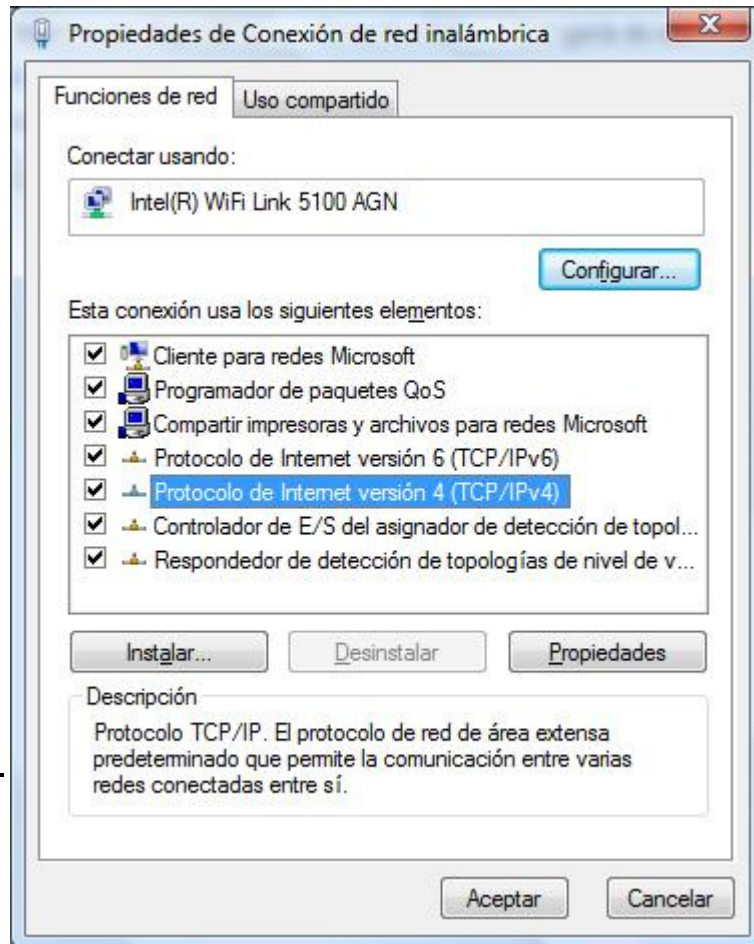 Propiedades de Conexión de red inalámbrica
Funciones de red
Uso compartido
Conectar usando:
Intel(R) WiFi Link 5100 AGN
Configurar...
Esta conexión usa los siguientes elementos:
Cliente para redes Microsoft
Programador de paquetes QoS
Compartir impresoras y archivos para redes Microsoft
Protocolo de Internet versión 6 (TCP/IPv6)
Protocolo de Internet versión 4 (TCP/IPv4)
Controlador de E/S del asignador de detección de topol...
Respondedor de detección de topologías de nivel de v...
Instalar...
Desinstalar
Propiedades
Descripción
Protocolo TCP/IP. El protocolo de red de área extensa
predeterminado que permite la comunicación entre varias
redes conectadas entre sí.
Aceptar
Cancelar